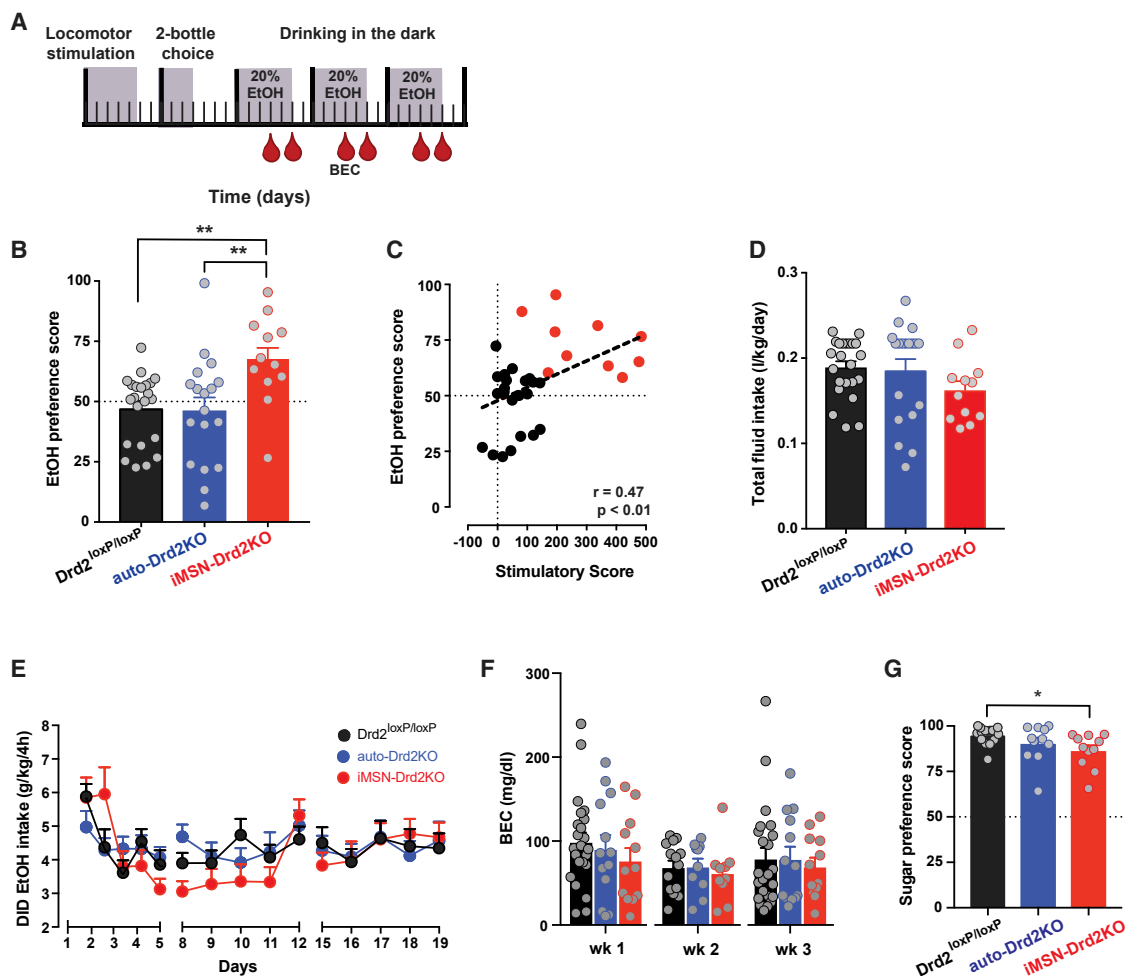 A
Locomotor stimulation
2-bottle choice
Drinking in the dark
20% EtOH
20% EtOH
20% EtOH
BEC
Time (days)
B
**
**
EtOH preference score
100
75
50
25
0
Drd2loxP/loxP
auto-Drd2KO
iMSN-Drd2KO
C
EtOH preference score
100
75
50
25
0
r = 0.47
p < 0.01
-100 0 100 200 300 400 500
Stimulatory Score
D
Total fluid intake (l/kg/day)
0.3
0.2
0.1
0.0
Drd2loxP/loxP
auto-Drd2KO
iMSN-Drd2KO
E
DID EtOH intake (g/kg/4h)
8
7
6
5
4
3
2
Drd2loxP/loxP
auto-Drd2KO
iMSN-Drd2KO
1 2 3 4 5 8 9 10 11 12 15 16 17 18 19
Days
F
BEC (mg/dl)
300
200
100
0
wk 1 wk 2 wk 3
G
*
Sugar preference score
100
75
50
25
0
Drd2loxP/loxP
auto-Drd2KO
iMSN-Drd2KO